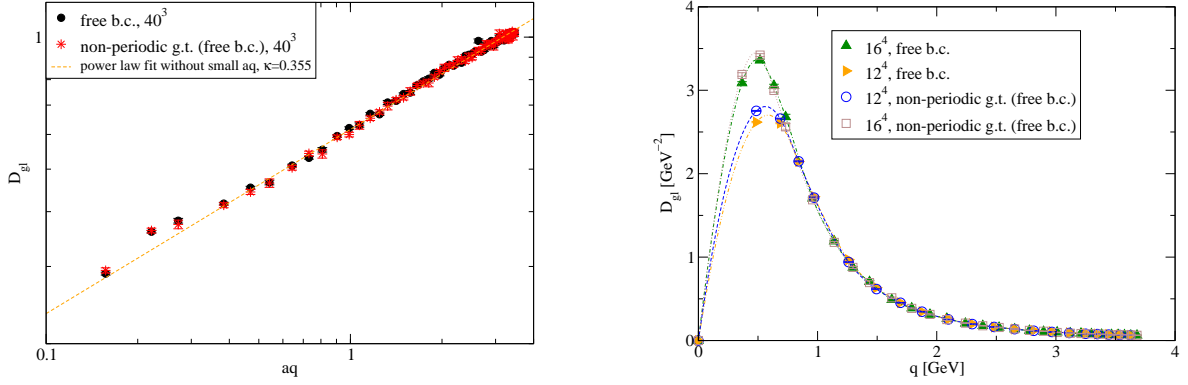 free b.c., 40³
non-periodic g.t. (free b.c.), 40³
power law fit without small aq, κ=0.355
1
D_gl
0.1
1
aq
16⁴, free b.c.
12⁴, free b.c.
12⁴, non-periodic g.t. (free b.c.)
16⁴, non-periodic g.t. (free b.c.)
4
3
2
1
0
D_gl [GeV⁻²]
0
1
2
3
4
q [GeV]